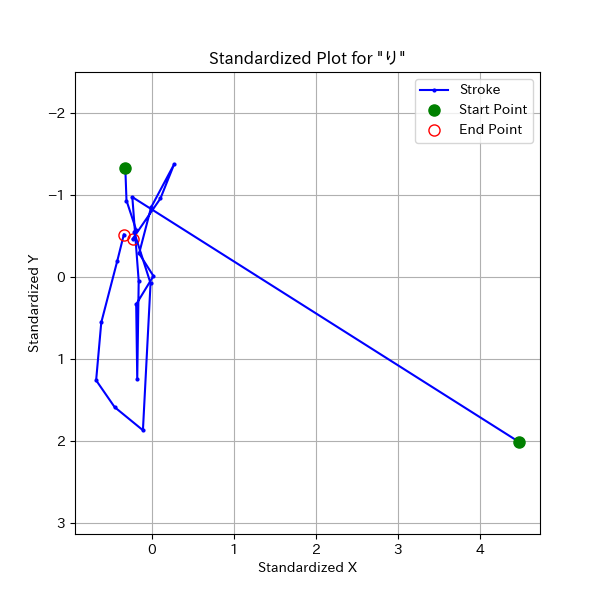 Standardized Plot for "り"
Stroke
Start Point
End Point
−2
−1
0
1
2
3
Standardized Y
0 1 2 3 4
Standardized X